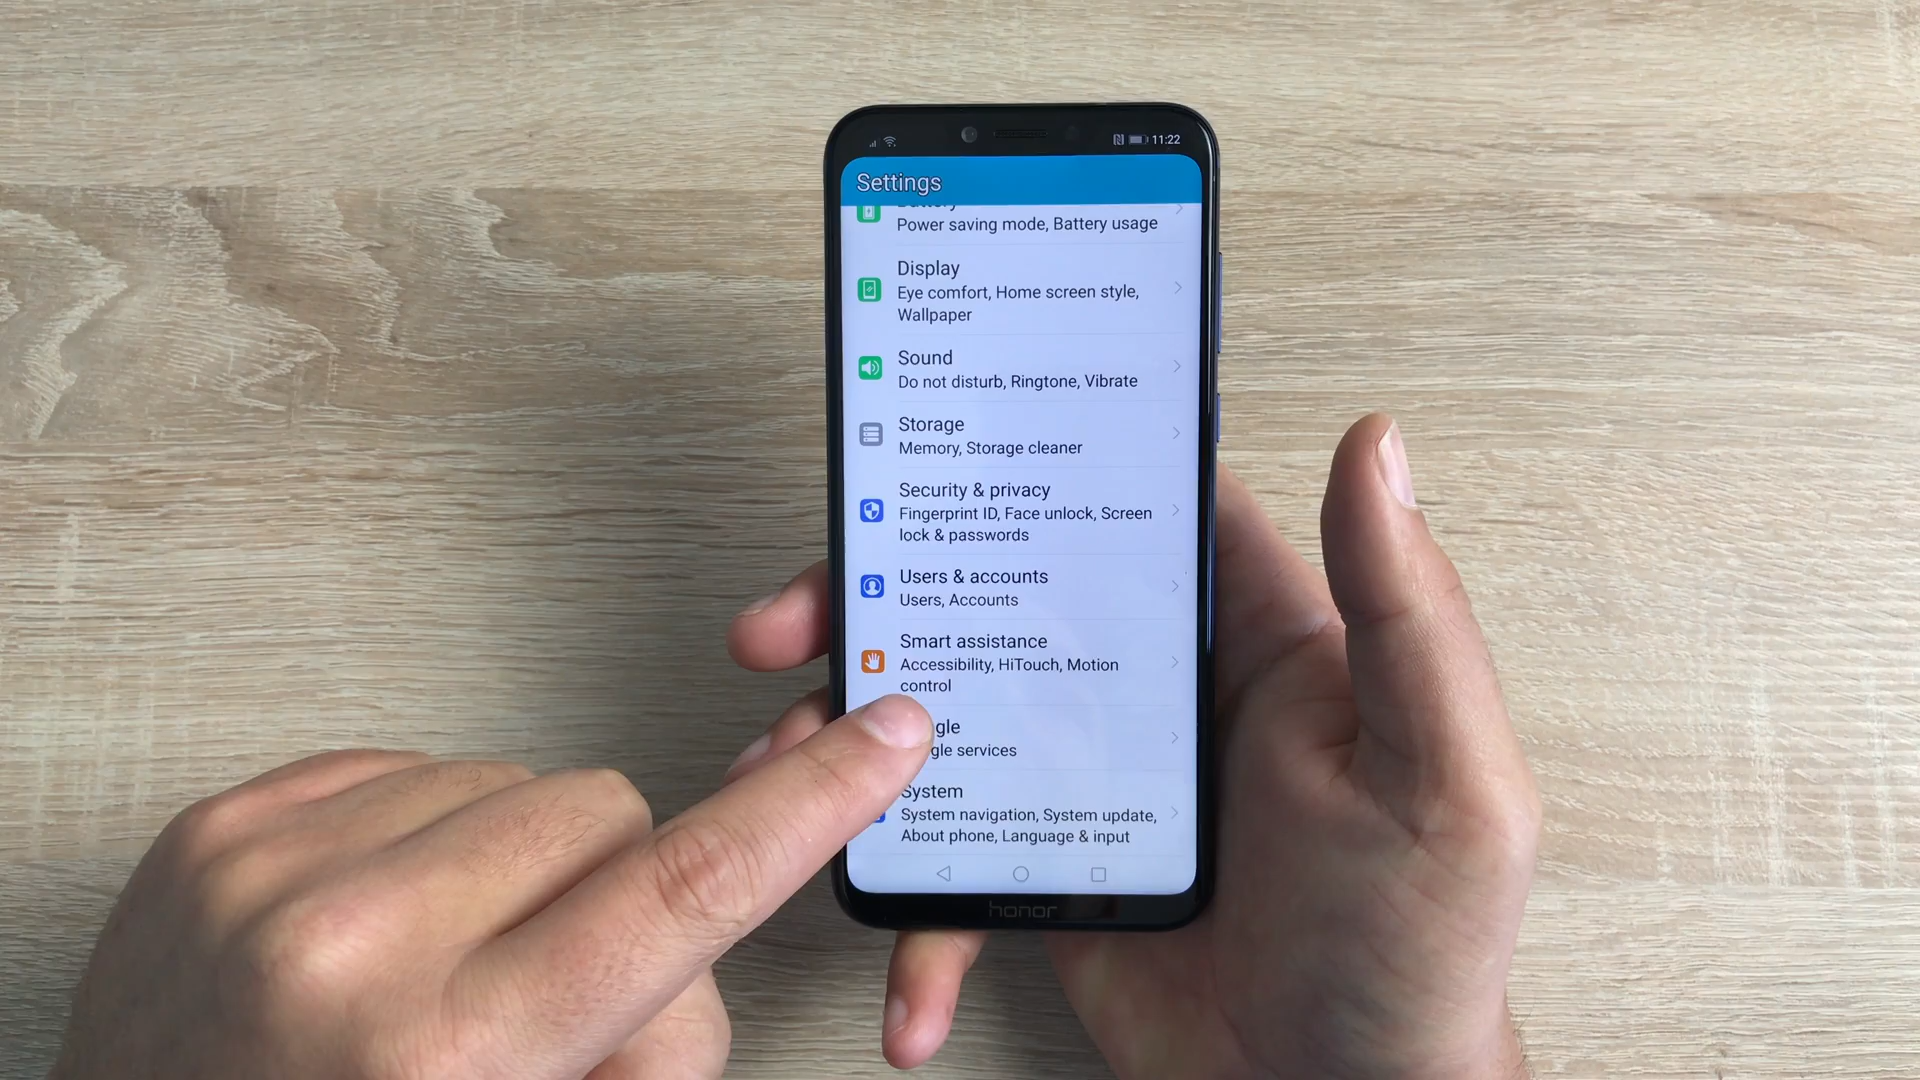 11:22
Settings
Battery
Power saving mode, Battery usage
Display
Eye comfort, Home screen style,
Wallpaper
Sound
Do not disturb, Ringtone, Vibrate
Storage
Memory, Storage cleaner
Security & privacy
Fingerprint ID, Face unlock, Screen
lock & passwords
Users & accounts
Users, Accounts
Smart assistance
Accessibility, HiTouch, Motion
control
gle
gle services
System
System navigation, System update,
About phone, Language & input
honor